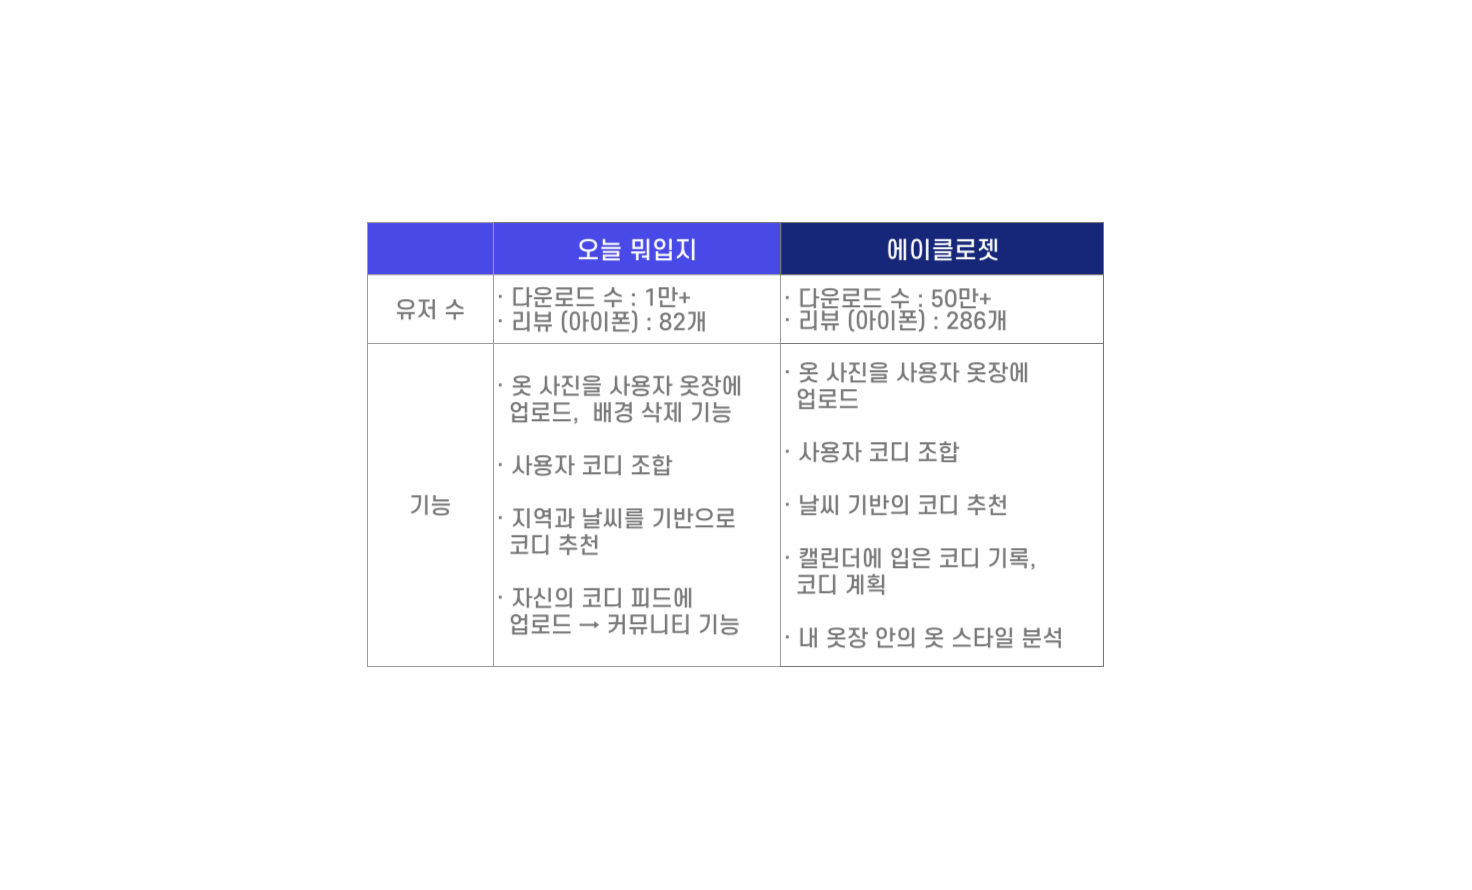 오늘 뭐입지
에이클로젯
유저 수
· 다운로드 수 : 1만+
· 리뷰 (아이폰) : 82개
· 다운로드 수 : 50만+
· 리뷰 (아이폰) : 286개
기능
· 옷 사진을 사용자 옷장에
업로드,  배경 삭제 기능
· 사용자 코디 조합
· 지역과 날씨를 기반으로
코디 추천
· 자신의 코디 피드에
업로드 → 커뮤니티 기능
· 옷 사진을 사용자 옷장에
업로드
· 사용자 코디 조합
· 날씨 기반의 코디 추천
· 캘린더에 입은 코디 기록,
코디 계획
· 내 옷장 안의 옷 스타일 분석